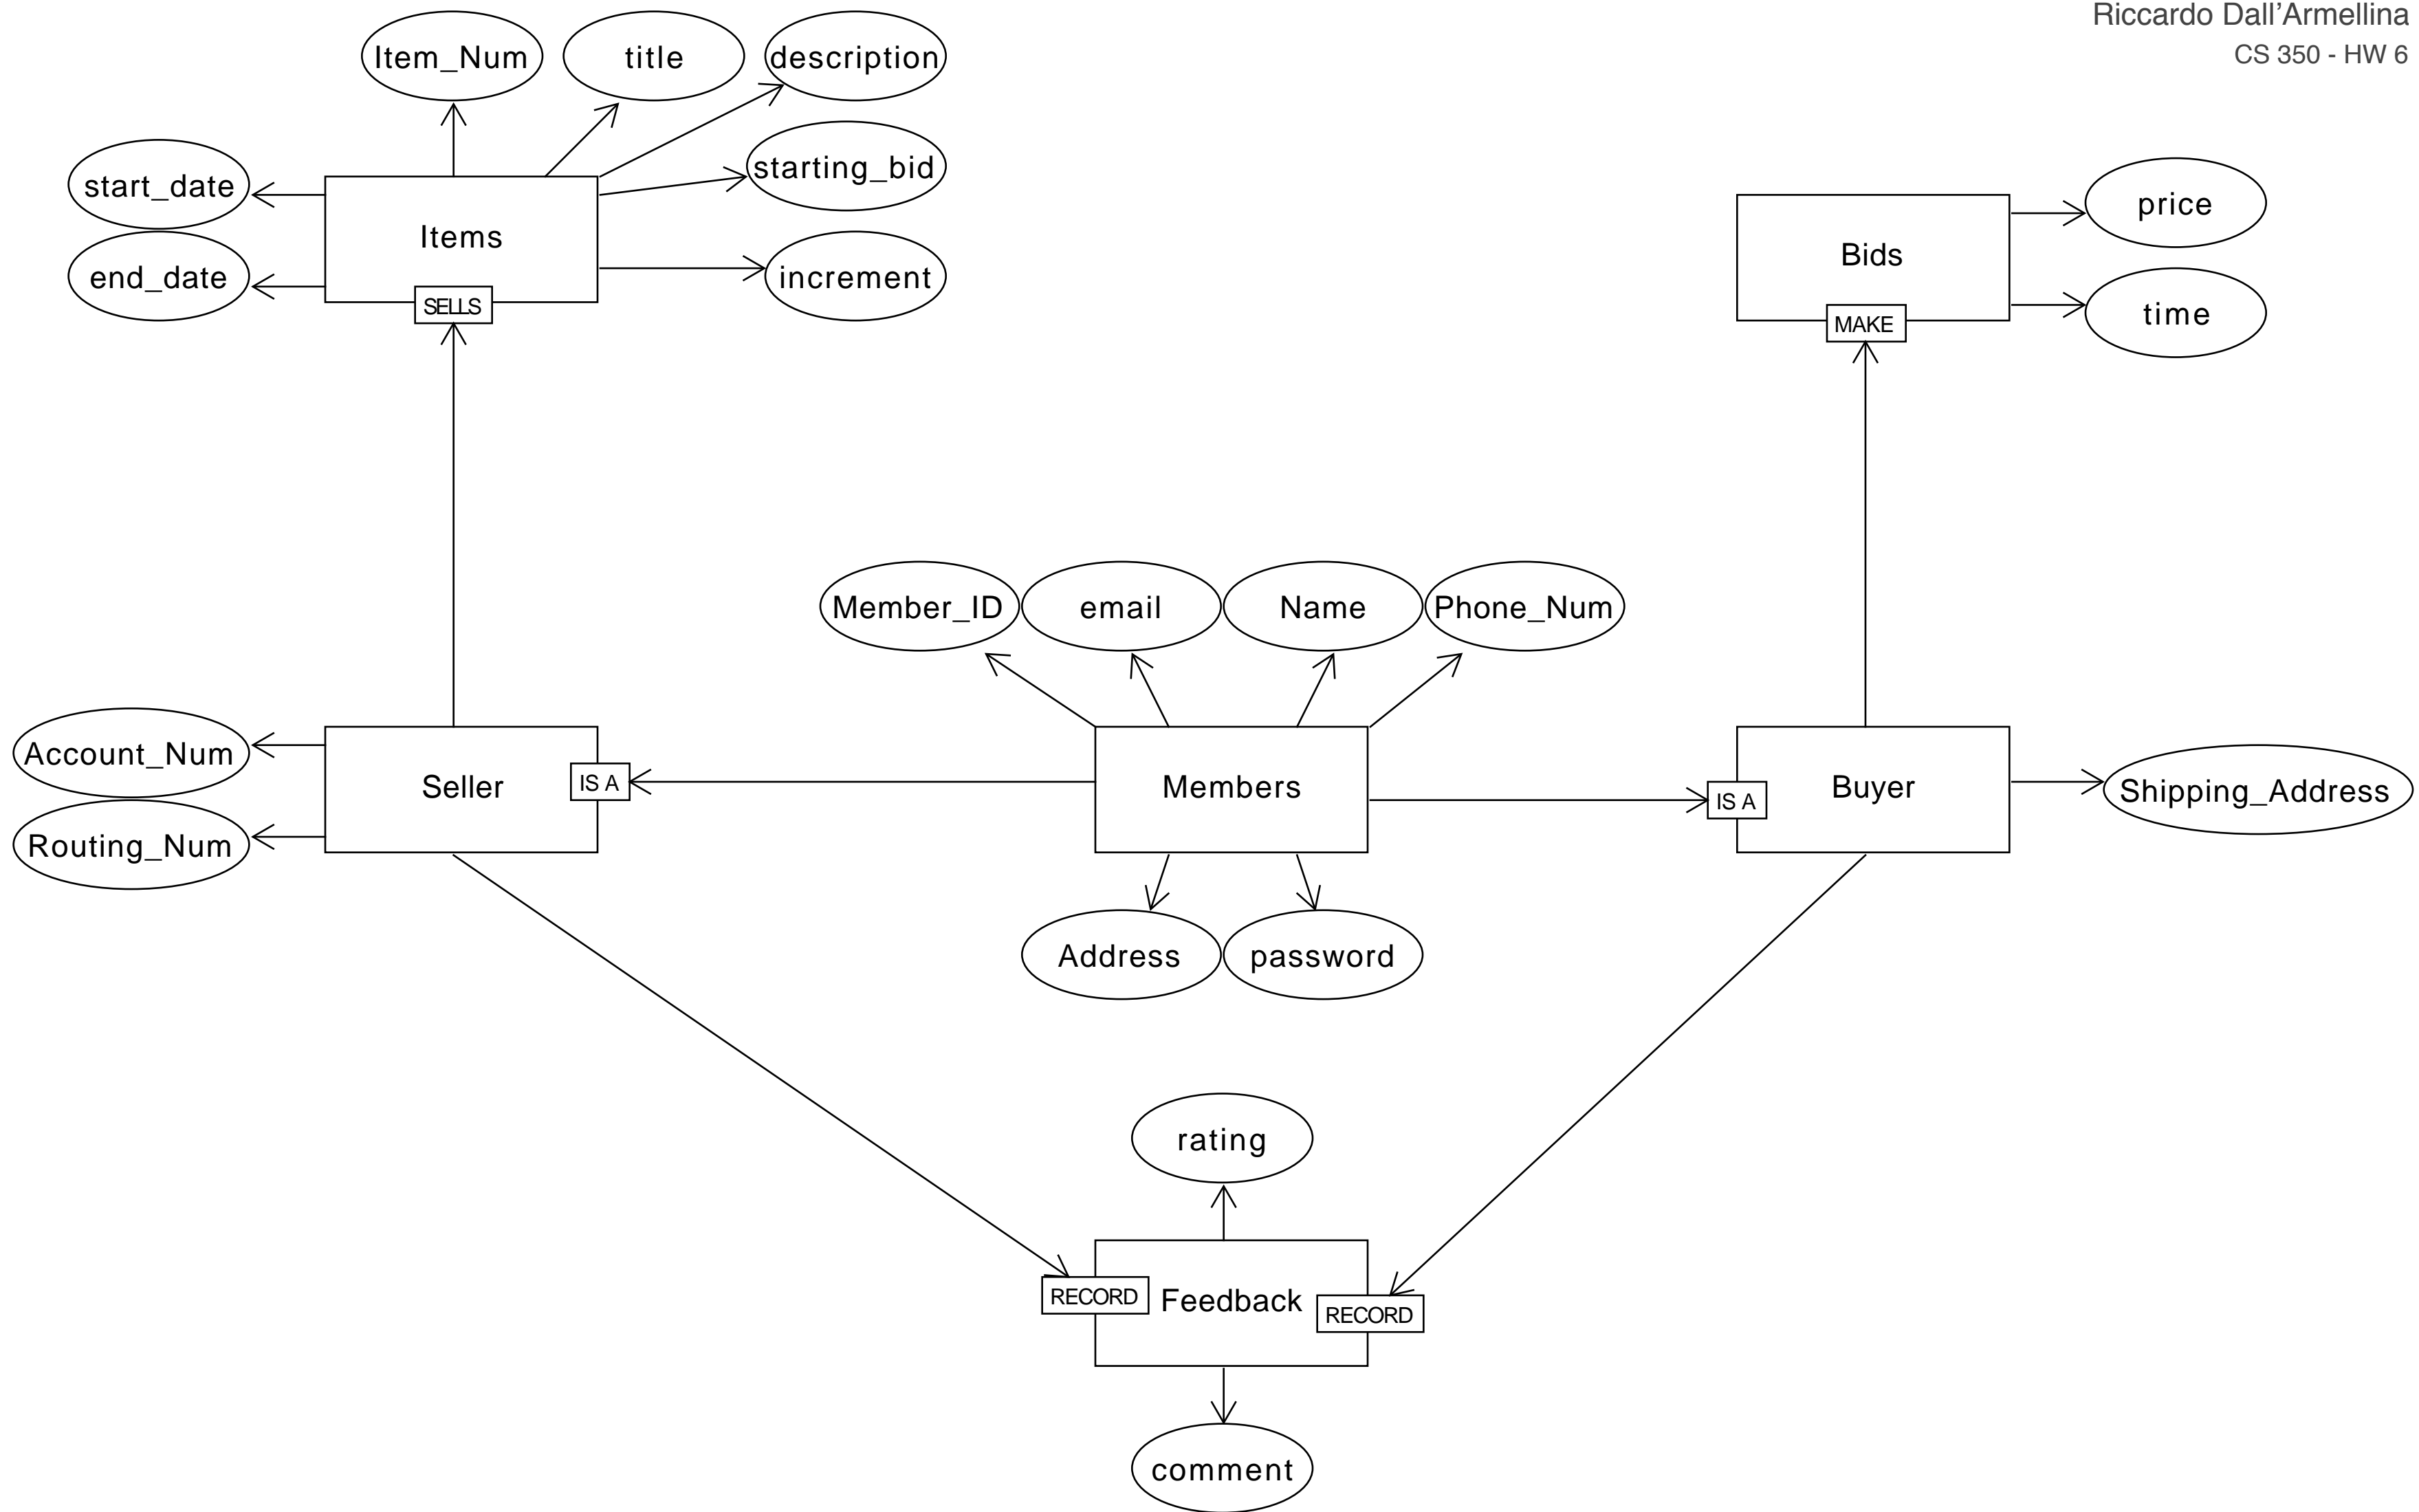 Riccardo Dall'Armellina
CS 350 - HW 6
Item_Num
title
description
starting_bid
start_date
Items
end_date
increment
SELLS
price
Bids
time
MAKE
Member_ID
email
Name
Phone_Num
Account_Num
Seller
IS A
Members
IS A
Buyer
Shipping_Address
Routing_Num
Address
password
rating
RECORD
Feedback
RECORD
comment